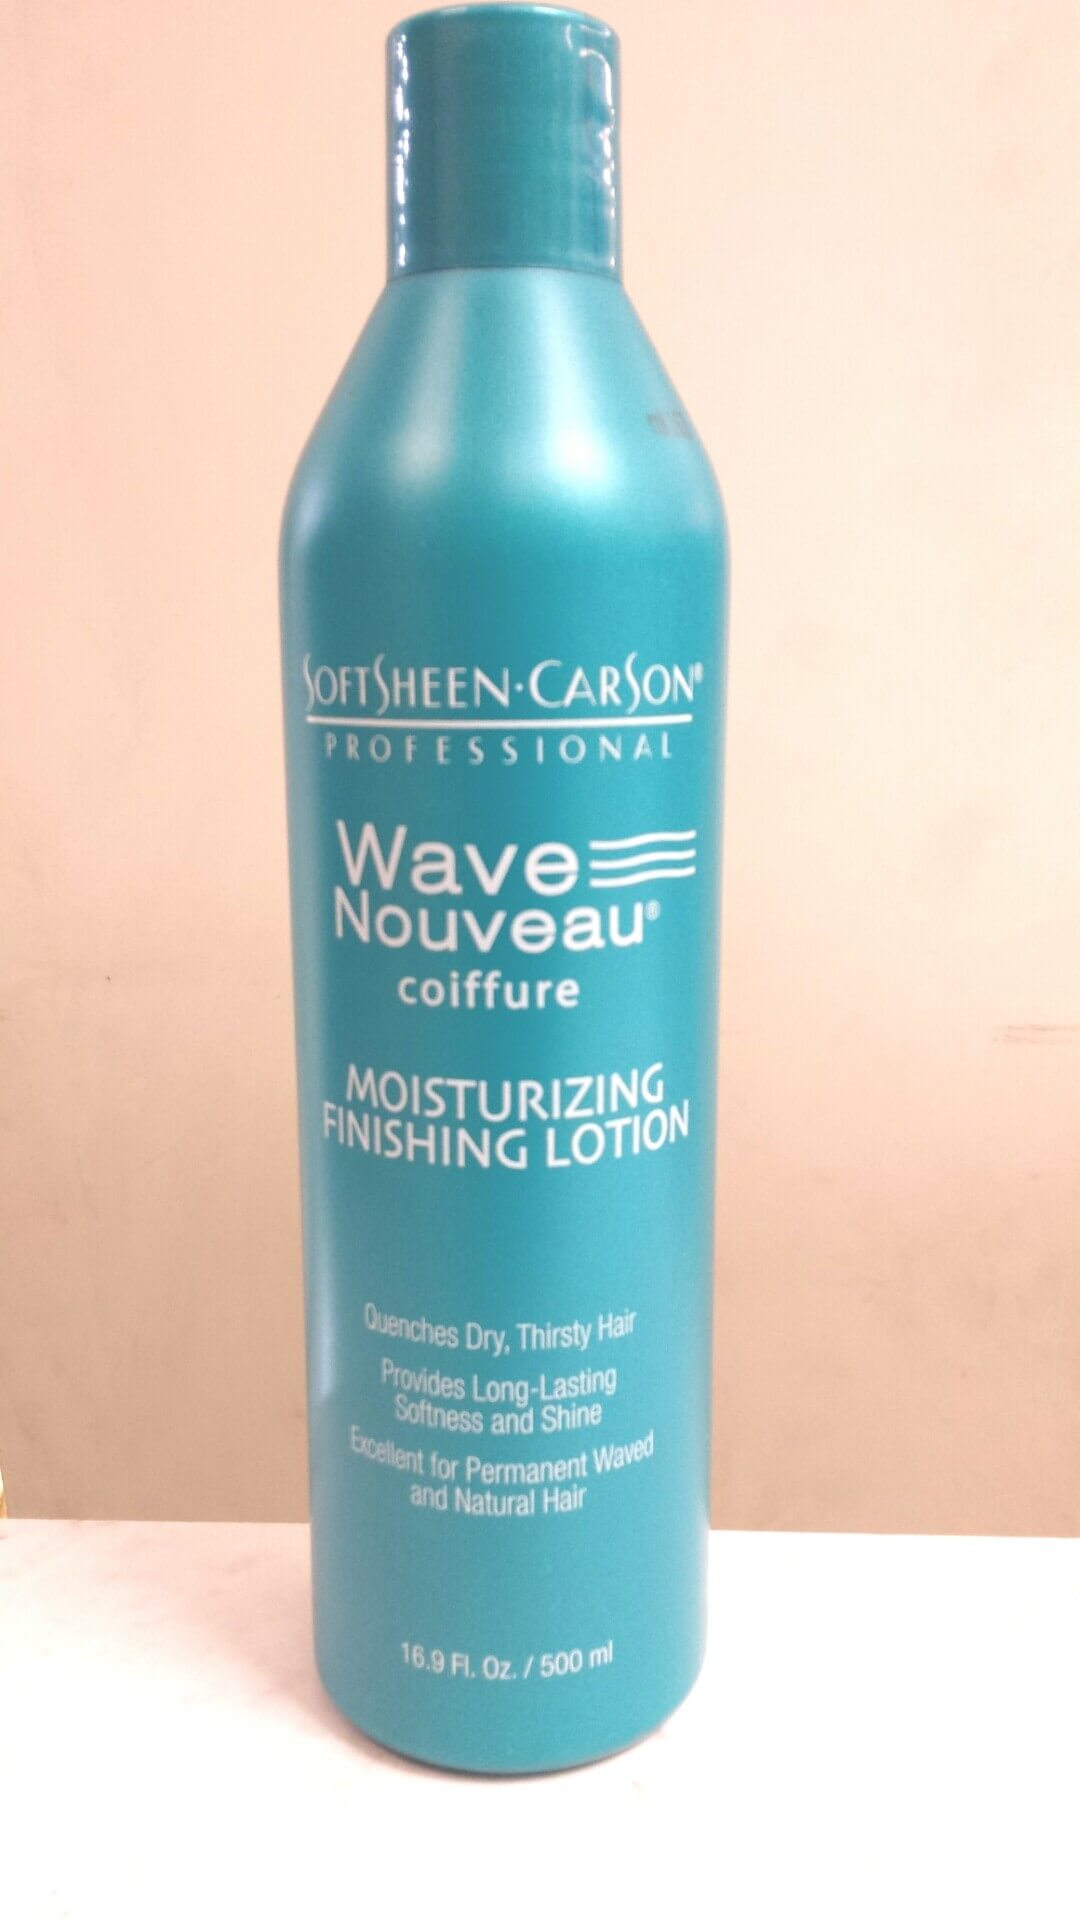 SOFTSHEEN·CARSON®
PROFESSIONAL
Wave
Nouveau®
coiffure
MOISTURIZING
FINISHING LOTION
Quenches Dry, Thirsty Hair
Provides Long-Lasting
Softness and Shine
Excellent for Permanent Waved
and Natural Hair
16.9 Fl. Oz. / 500 ml